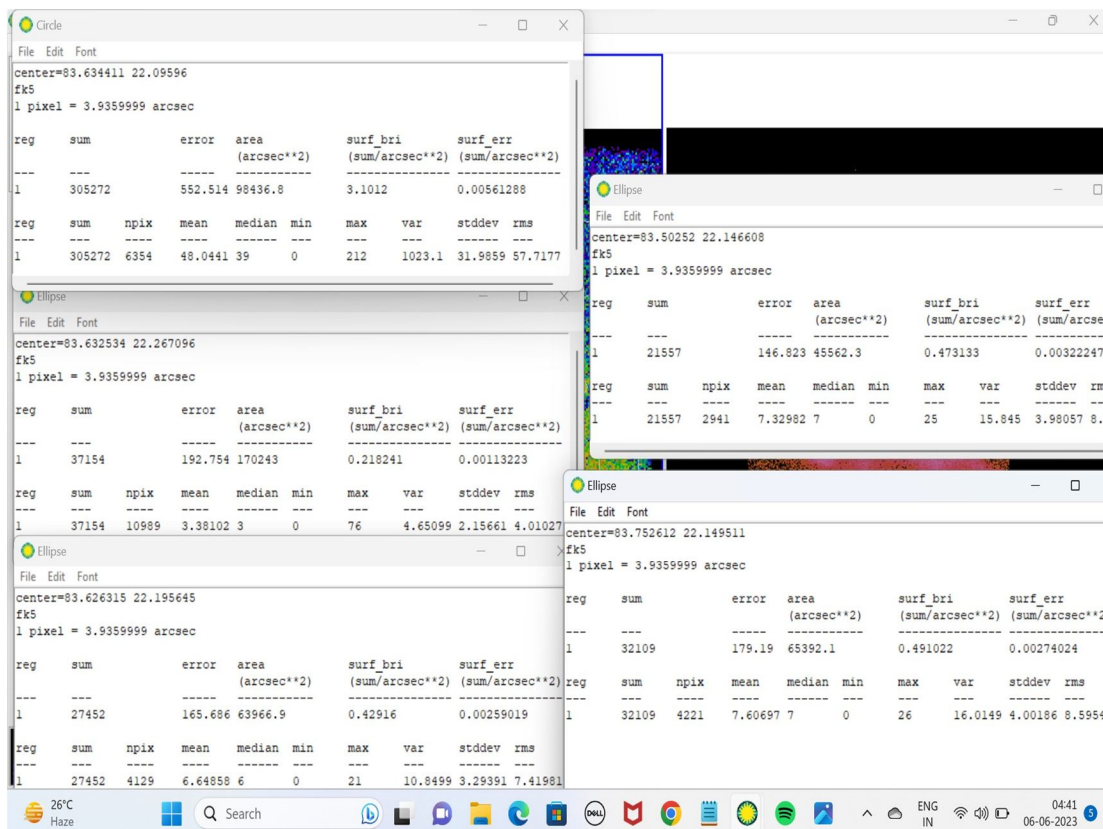 Circle
File Edit Font
center=83.634411 22.09596
fk5
1 pixel = 3.9359999 arcsec
reg sum error area surf_bri surf_err
(arcsec**2) (sum/arcsec**2) (sum/arcsec**2)
--- --- ----- ----------- --------------- ---------------
1 305272 552.514 98436.8 3.1012 0.00561288
reg sum npix mean median min max var stddev rms
--- --- ---- ---- ------ --- --- --- ------ ---
1 305272 6354 48.0441 39 0 212 1023.1 31.9859 57.7177
Ellipse
File Edit Font
center=83.632534 22.267096
fk5
1 pixel = 3.9359999 arcsec
reg sum error area surf_bri surf_err
(arcsec**2) (sum/arcsec**2) (sum/arcsec**2)
--- --- ----- ----------- --------------- ---------------
1 37154 192.754 170243 0.218241 0.00113223
reg sum npix mean median min max var stddev rms
--- --- ---- ---- ------ --- --- --- ------ ---
1 37154 10989 3.38102 3 0 76 4.65099 2.15661 4.01027
Ellipse
File Edit Font
center=83.626315 22.195645
fk5
1 pixel = 3.9359999 arcsec
reg sum error area surf_bri surf_err
(arcsec**2) (sum/arcsec**2) (sum/arcsec**2)
--- --- ----- ----------- --------------- ---------------
1 27452 165.686 63966.9 0.42916 0.00259019
reg sum npix mean median min max var stddev rms
--- --- ---- ---- ------ --- --- --- ------ ---
1 27452 4129 6.64858 6 0 21 10.8499 3.29391 7.41981
Ellipse
File Edit Font
center=83.50252 22.146608
fk5
1 pixel = 3.9359999 arcsec
reg sum error area surf_bri surf_err
(arcsec**2) (sum/arcsec**2) (sum/arcse
--- --- ----- ----------- --------------- ----------
1 21557 146.823 45562.3 0.473133 0.00322247
reg sum npix mean median min max var stddev rm
--- --- ---- ---- ------ --- --- --- ------ --
1 21557 2941 7.32982 7 0 25 15.845 3.98057 8.
Ellipse
File Edit Font
center=83.752612 22.149511
fk5
1 pixel = 3.9359999 arcsec
reg sum error area surf_bri surf_err
(arcsec**2) (sum/arcsec**2) (sum/arcsec**2
--- --- ----- ----------- --------------- --------------
1 32109 179.19 65392.1 0.491022 0.00274024
reg sum npix mean median min max var stddev rms
--- --- ---- ---- ------ --- --- --- ------ ---
1 32109 4221 7.60697 7 0 26 16.0149 4.00186 8.5954
26°C
Haze
Search
DELL
ENG
IN
04:41
06-06-2023
5